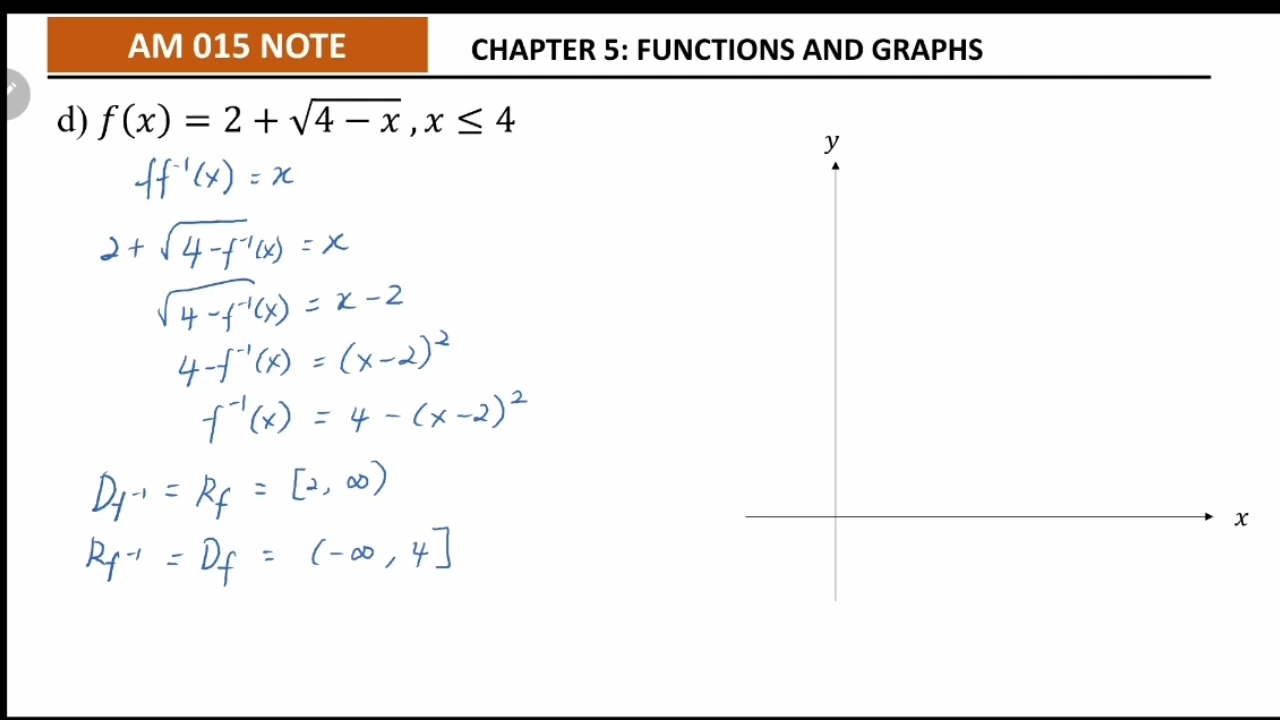 AM 015 NOTE
CHAPTER 5: FUNCTIONS AND GRAPHS
d) f(x) = 2 + √(4 − x) , x ≤ 4
ff⁻¹(x) = x
2 + √(4 − f⁻¹(x)) = x
√(4 − f⁻¹(x)) = x − 2
4 − f⁻¹(x) = (x − 2)²
f⁻¹(x) = 4 − (x − 2)²
D_f⁻¹ = R_f = [2, ∞)
R_f⁻¹ = D_f = (−∞, 4]
y
x